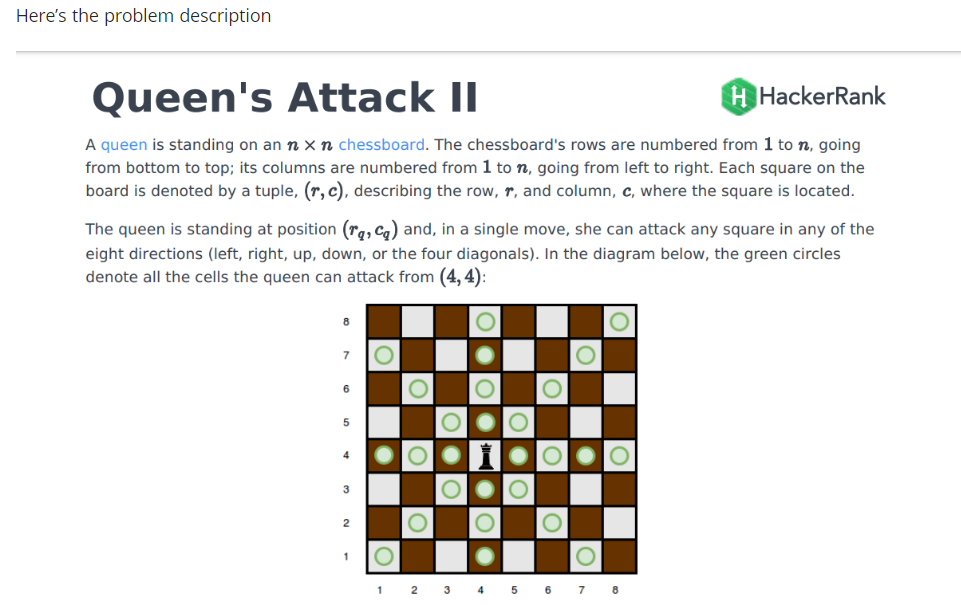 Here’s the problem description
Queen's Attack II
HackerRank
A queen is standing on an n × n chessboard. The chessboard's rows are numbered from 1 to n, going
from bottom to top; its columns are numbered from 1 to n, going from left to right. Each square on the
board is denoted by a tuple, (r, c), describing the row, r, and column, c, where the square is located.
The queen is standing at position (r_q, c_q) and, in a single move, she can attack any square in any of the
eight directions (left, right, up, down, or the four diagonals). In the diagram below, the green circles
denote all the cells the queen can attack from (4, 4):
8
7
6
5
4
3
2
1
1 2 3 4 5 6 7 8